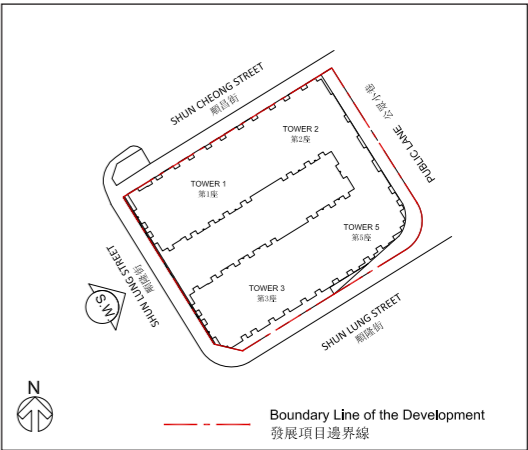 SHUN CHEONG STREET
順昌街
PUBLIC LANE 公眾小巷
TOWER 2
第2座
TOWER 1
第1座
TOWER 5
第5座
TOWER 3
第3座
SHUN LUNG STREET
順隆街
S.W.
SHUN LUNG STREET
順隆街
N
Boundary Line of the Development
發展項目邊界線